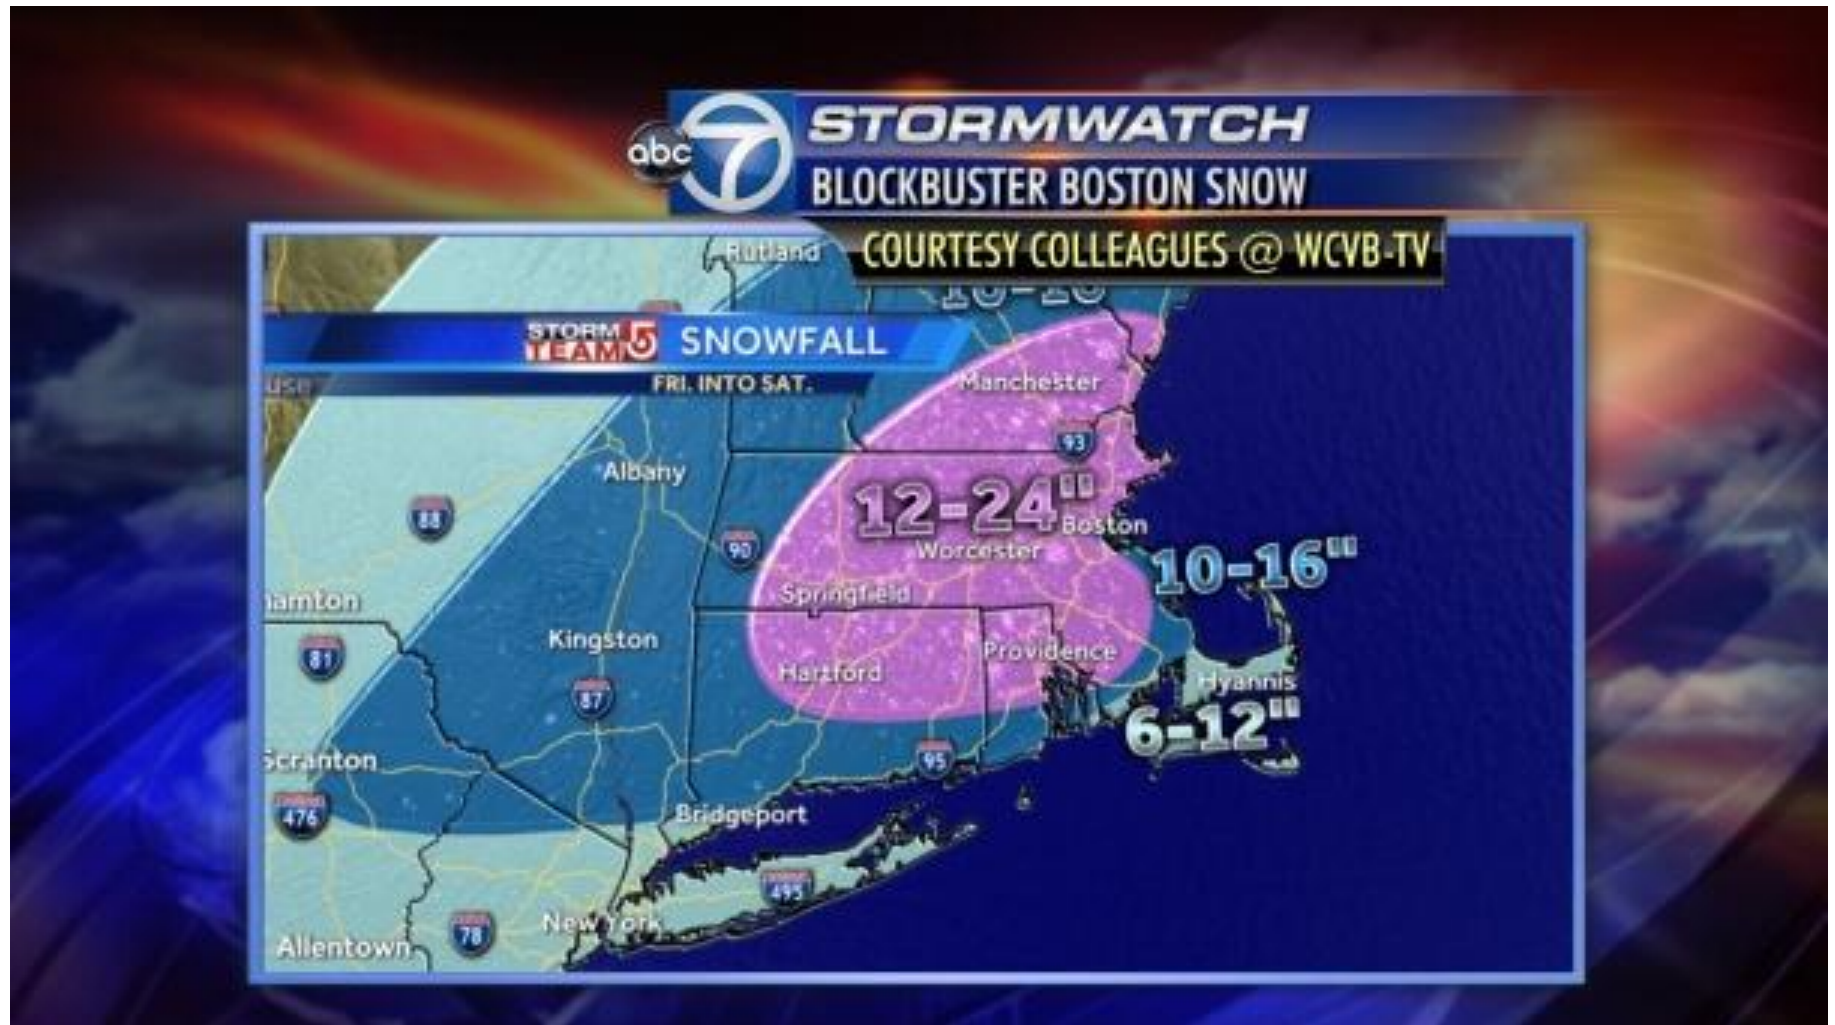 abc 7 STORMWATCH
BLOCKBUSTER BOSTON SNOW
COURTESY COLLEAGUES @ WCVB-TV
Rutland
STORM TEAM 5 SNOWFALL
FRI. INTO SAT.
Manchester
93
Albany
88
12-24"
Boston
90
Worcester
10-16"
Springfield
Kingston
81
Providence
Hartford
Hyannis
87
6-12"
95
476
Bridgeport
495
New York
78
Allentown